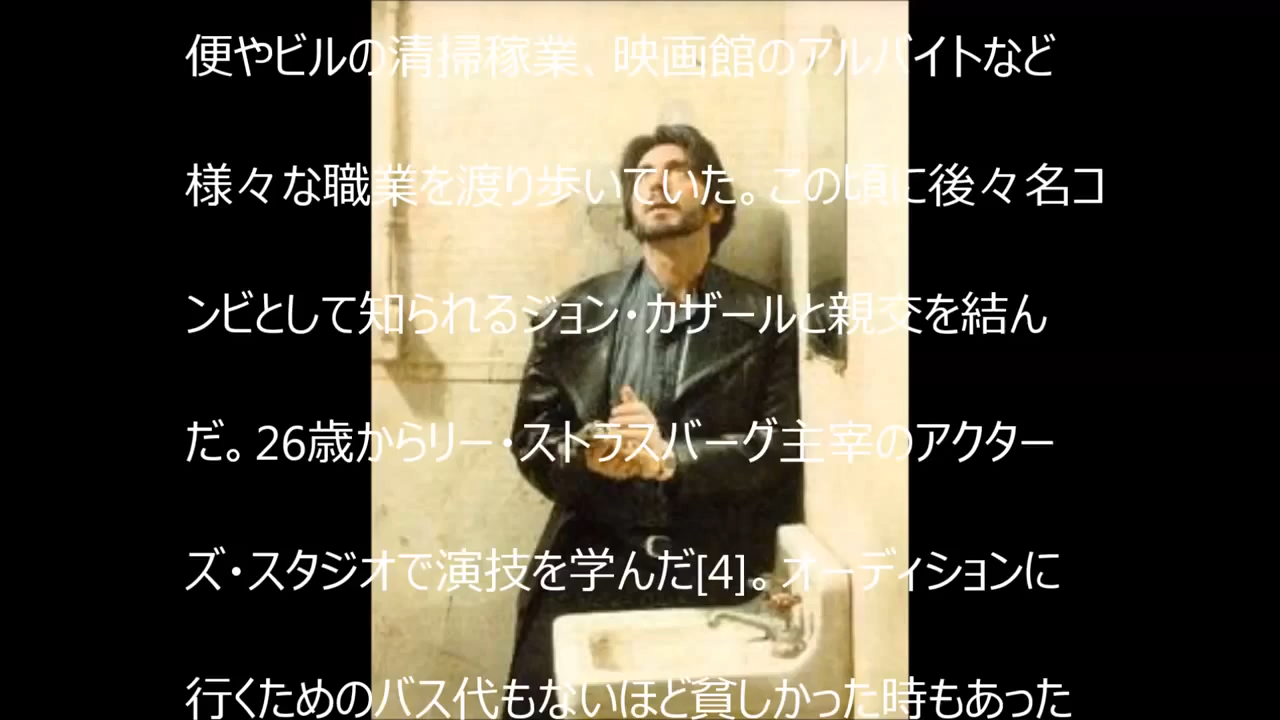 便やビルの清掃稼業、映画館のアルバイトなど
様々な職業を渡り歩いていた。この頃に後々名コ
ンビとして知られるジョン・カザールと親交を結ん
だ。26歳からリー・ストラスバーグ主宰のアクター
ズ・スタジオで演技を学んだ[4]。オーディションに
行くためのバス代もないほど貧しかった時もあった